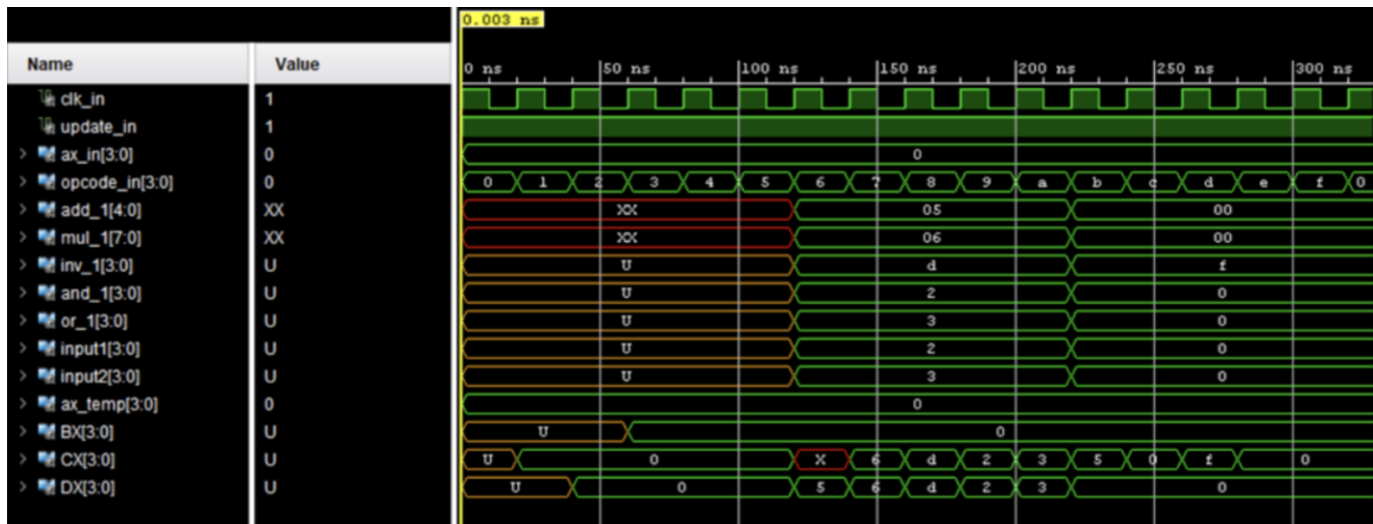 0.003 ns
Name Value 0 ns 50 ns 100 ns 150 ns 200 ns 250 ns 300 ns
clk_in 1
update_in 1
ax_in[3:0] 0 0
opcode_in[3:0] 0 0 1 2 3 4 5 6 7 8 9 a b c d e f 0
add_1[4:0] XX XX 05 00
mul_1[7:0] XX XX 06 00
inv_1[3:0] U U d f
and_1[3:0] U U 2 0
or_1[3:0] U U 3 0
input1[3:0] U U 2 0
input2[3:0] U U 3 0
ax_temp[3:0] 0 0
BX[3:0] U U 0
CX[3:0] U U 0 X 6 d 2 3 5 0 f 0
DX[3:0] U U 0 5 6 d 2 3 0